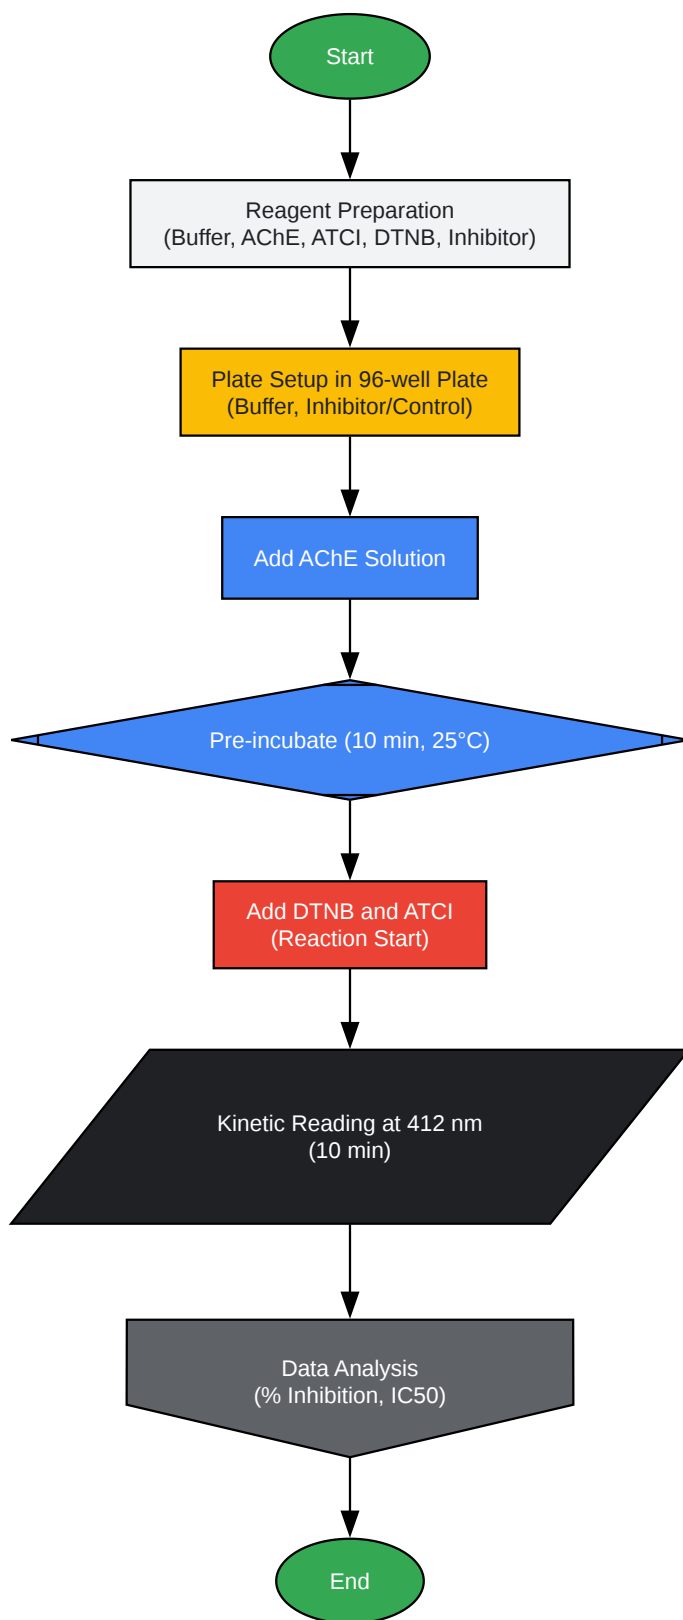 Start
Reagent Preparation
(Buffer, AChE, ATCI, DTNB, Inhibitor)
Plate Setup in 96-well Plate
(Buffer, Inhibitor/Control)
Add AChE Solution
Pre-incubate (10 min, 25°C)
Add DTNB and ATCI
(Reaction Start)
Kinetic Reading at 412 nm
(10 min)
Data Analysis
(% Inhibition, IC50)
End